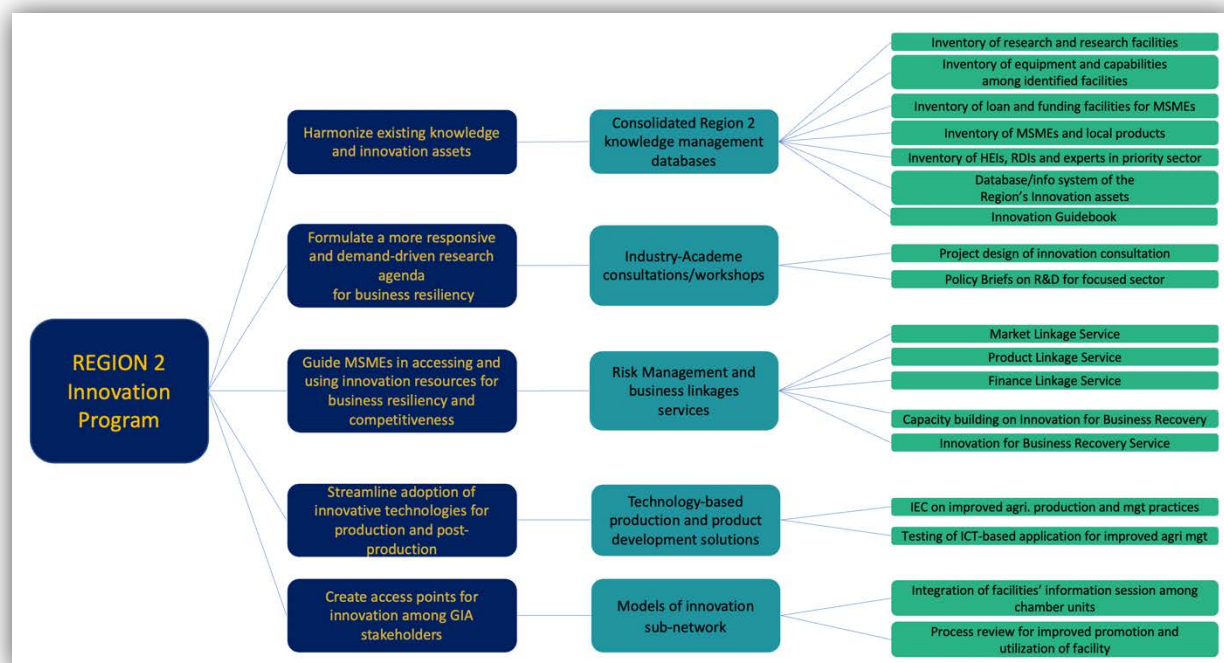 REGION 2
Innovation
Program
Harmonize existing knowledge
and innovation assets
Consolidated Region 2
knowledge management
databases
Inventory of research and research facilities
Inventory of equipment and capabilities
among identified facilities
Inventory of loan and funding facilities for MSMEs
Inventory of MSMEs and local products
Inventory of HEIs, RDIs and experts in priority sector
Database/info system of the
Region's Innovation assets
Innovation Guidebook
Formulate a more responsive
and demand-driven research
agenda
for business resiliency
Industry-Academe
consultations/workshops
Project design of innovation consultation
Policy Briefs on R&D for focused sector
Guide MSMEs in accessing and
using innovation resources for
business resiliency and
competitiveness
Risk Management and
business linkages
services
Market Linkage Service
Product Linkage Service
Finance Linkage Service
Capacity building on Innovation for Business Recovery
Innovation for Business Recovery Service
Streamline adoption of
innovative technologies for
production and post-
production
Technology-based
production and product
development solutions
IEC on improved agri. production and mgt practices
Testing of ICT-based application for improved agri mgt
Create access points for
innovation among GIA
stakeholders
Models of innovation
sub-network
Integration of facilities' information session among
chamber units
Process review for improved promotion and
utilization of facility